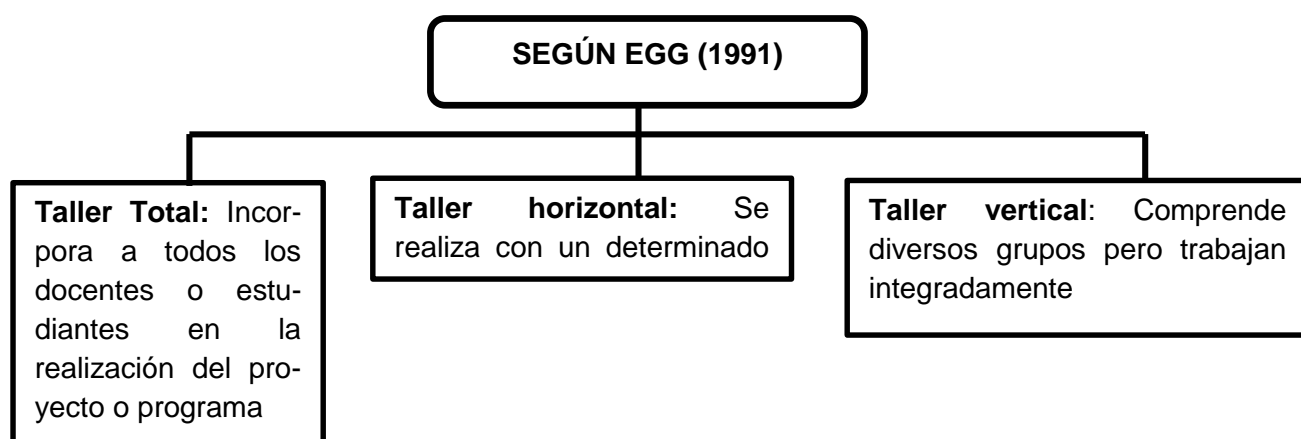 SEGÚN EGG (1991)
Taller Total: Incor-
pora a todos los
docentes o estu-
diantes en la
realización del pro-
yecto o programa
Taller horizontal: Se
realiza con un determinado
Taller vertical: Comprende
diversos grupos pero trabajan
integradamente